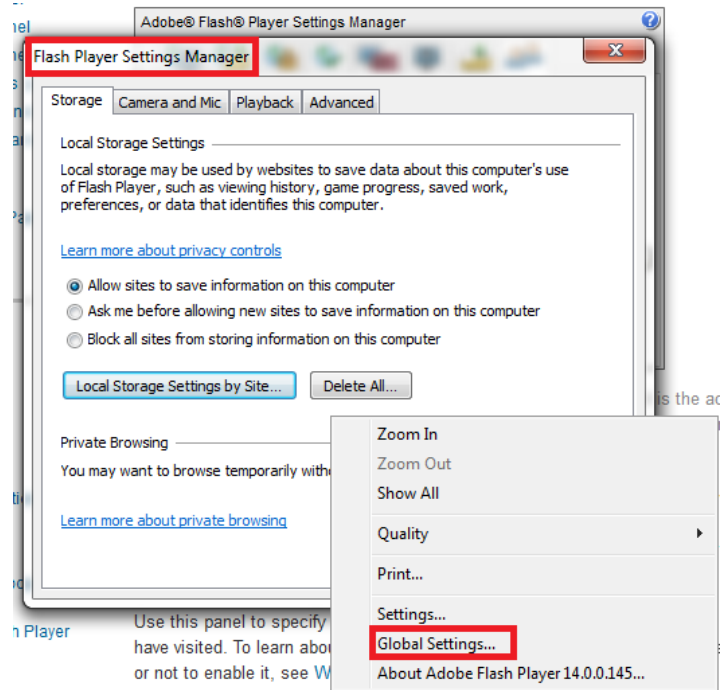 Adobe® Flash® Player Settings Manager
Flash Player Settings Manager
Storage
Camera and Mic
Playback
Advanced
Local Storage Settings
Local storage may be used by websites to save data about this computer's use
of Flash Player, such as viewing history, game progress, saved work,
preferences, or data that identifies this computer.
Learn more about privacy controls
Allow sites to save information on this computer
Ask me before allowing new sites to save information on this computer
Block all sites from storing information on this computer
Local Storage Settings by Site...
Delete All...
is the
Private Browsing
You may want to browse temporarily
Learn more about private browsing
Zoom In
Zoom Out
Show All
Quality
Print...
Settings...
Global Settings...
About Adobe Flash Player 14.0.0.145...
Player
Use this panel to specify
have visited. To learn
or not to enable it, see